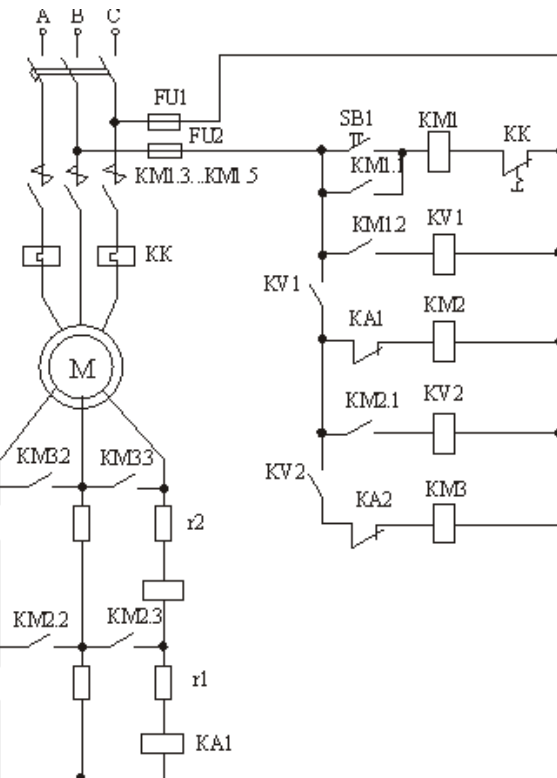 A B C
FU1
SB1 KM1 KK
FU2
KM1.1
KM1.3...KM1.5
KM1.2 KV1
KK
KV1
KA1 KM2
M
KM2.1 KV2
KM3.2 KM3.3
KV2
KA2 KM3
r2
KM2.2 KM2.3
r1
KA1